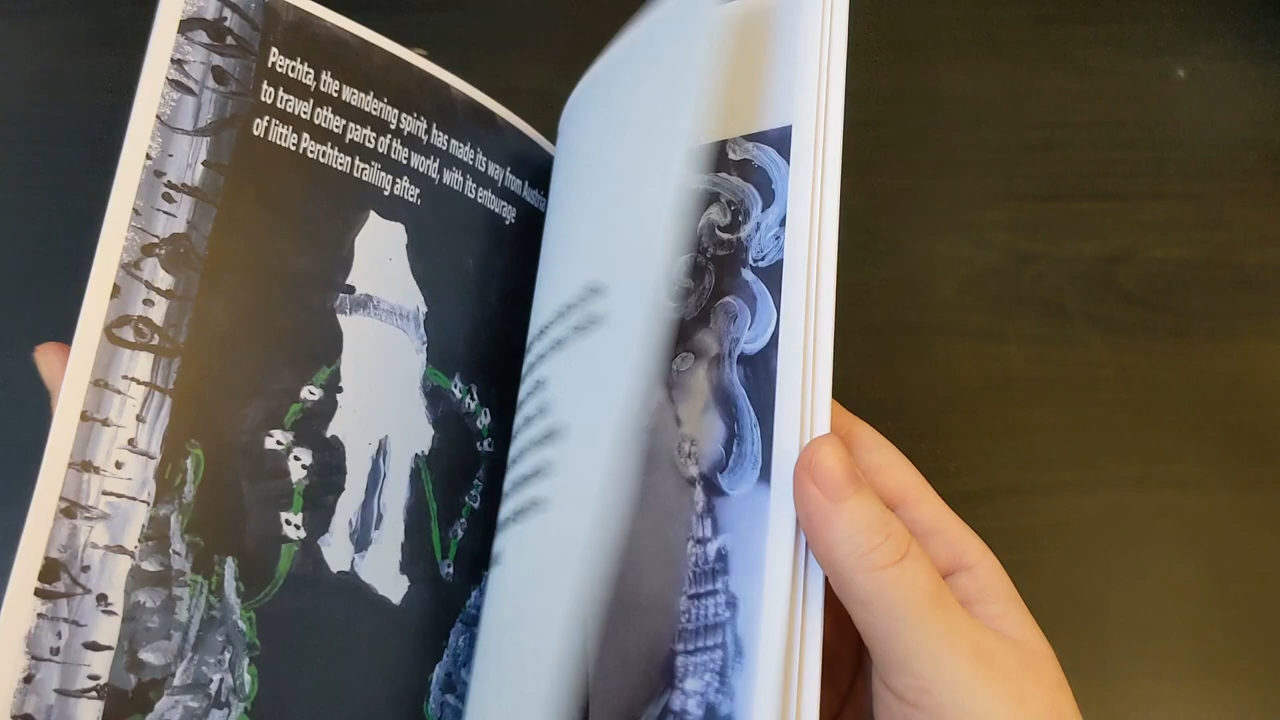 Perchta, the wandering spirit, has made its way from Austria
to travel other parts of the world, with its entourage
of little Perchten trailing after.